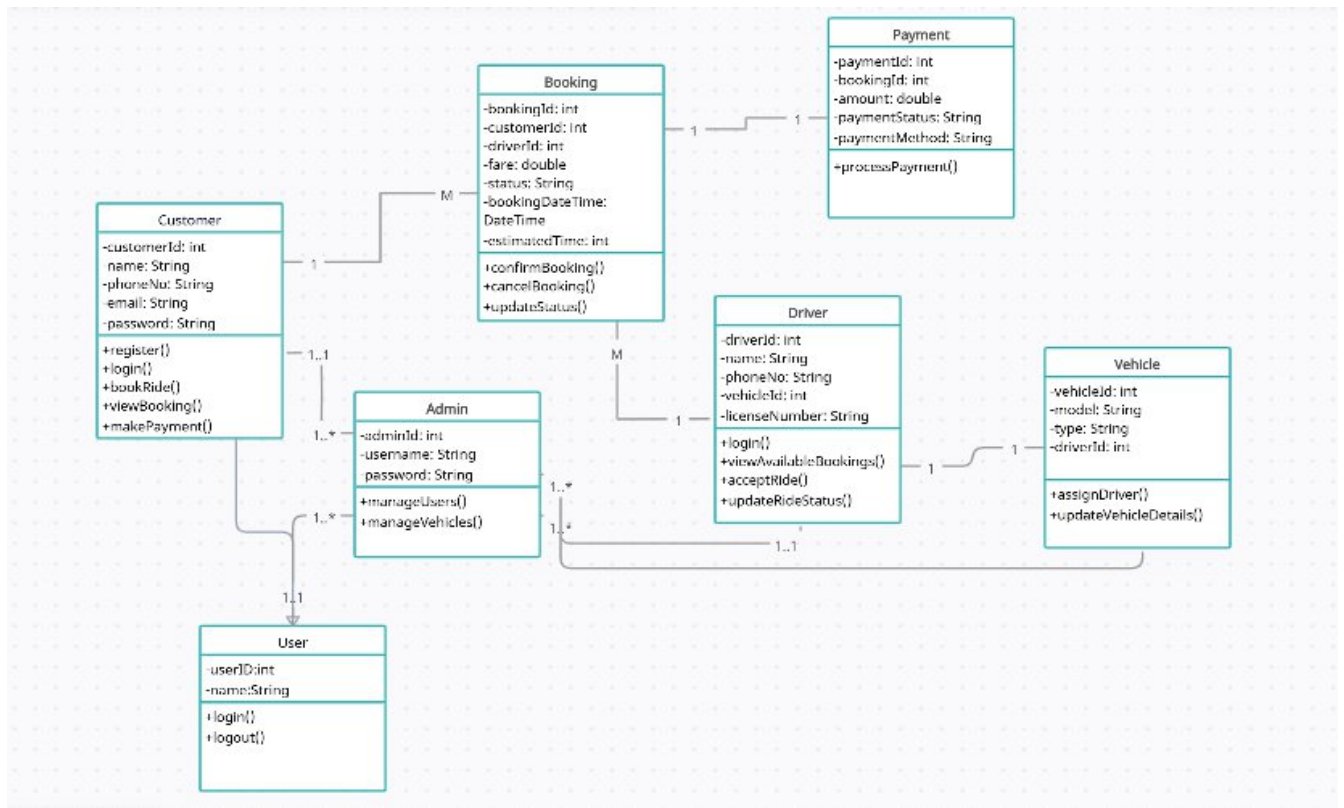 Payment
-paymentId: int
-bookingId: int
-amount: double
-paymentStatus: String
-paymentMethod: String
+processPayment()
Booking
-bookingId: int
-customerId: int
-driverId: int
-fare: double
-status: String
-bookingDateTime:
DateTime
-estimatedTime: int
+confirmBooking()
+cancelBooking()
+updateStatus()
1
1
M
1
Customer
-customerId: int
name: String
-phoneNo: String
-email: String
-password: String
+register()
+login()
+bookRide()
+viewBooking()
+makePayment()
1..1
1..*
Admin
-adminId: int
-username: String
password: String
+manageUsers()
+manageVehicles()
M
1
Driver
-driverId: int
-name: String
-phoneNo: String
-vehicleId: int
-licenseNumber: String
+login()
+viewAvailableBookings()
+acceptRide()
+updateRideStatus()
1
1
Vehicle
-vehicleId: int
-model: String
-type: String
-driverId: int
+assignDriver()
+updateVehicleDetails()
1..*
1..*
1..*
1..1
1..1
User
-userID:int
-name:String
+login()
+logout()